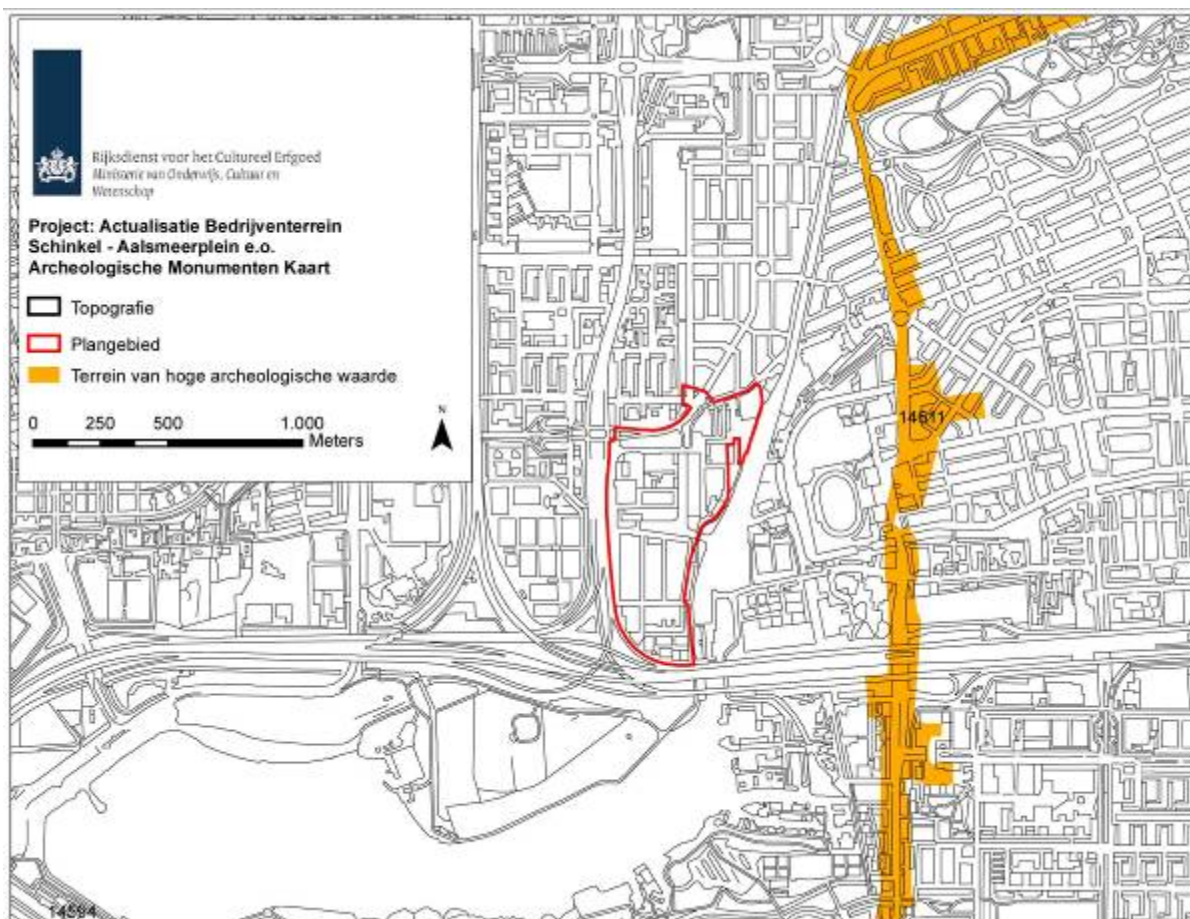 Rijksdienst voor het Cultureel Erfgoed
Ministerie van Onderwijs, Cultuur en
Wetenschap
Project: Actualisatie Bedrijventerrein
Schinkel - Aalsmeerplein e.o.
Archeologische Monumenten Kaart
Topografie
Plangebied
Terrein van hoge archeologische waarde
0 250 500 1.000
Meters
N
14611
14594